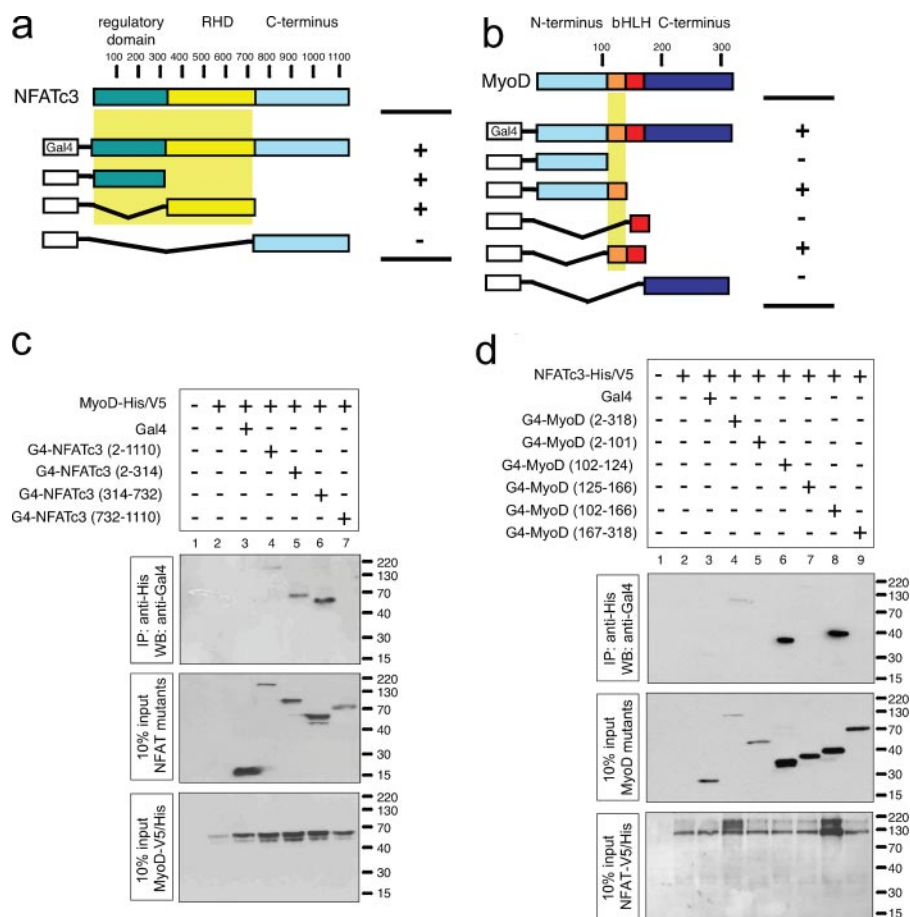 a
regulatory domain RHD C-terminus
100 200 300 400 500 600 700 800 900 1000 1100
NFATc3
Gal4
+
+
+
-
b
N-terminus bHLH C-terminus
100 200 300
MyoD
Gal4
+
-
+
-
+
-
c
MyoD-His/V5 - + + + + + +
Gal4 - - + - - - -
G4-NFATc3 (2-1110) - - - + - - -
G4-NFATc3 (2-314) - - - - + - -
G4-NFATc3 (314-732) - - - - - + -
G4-NFATc3 (732-1110) - - - - - - +
1 2 3 4 5 6 7
IP: anti-His
WB: anti-Gal4
220
130
70
40
30
15
10% input
NFAT mutants
220
130
70
40
30
15
10% input
MyoD-V5/His
220
130
70
40
30
15
d
NFATc3-His/V5 - + + + + + + + +
Gal4 - - + - - - - - -
G4-MyoD (2-318) - - - + - - - - -
G4-MyoD (2-101) - - - - + - - - -
G4-MyoD (102-124) - - - - - + - - -
G4-MyoD (125-166) - - - - - - + - -
G4-MyoD (102-166) - - - - - - - + -
G4-MyoD (167-318) - - - - - - - - +
1 2 3 4 5 6 7 8 9
IP: anti-His
WB: anti-Gal4
220
130
70
40
30
15
10% input
MyoD mutants
220
130
70
40
30
15
10% input
NFAT-V5/His
220
130
70
40
30
15